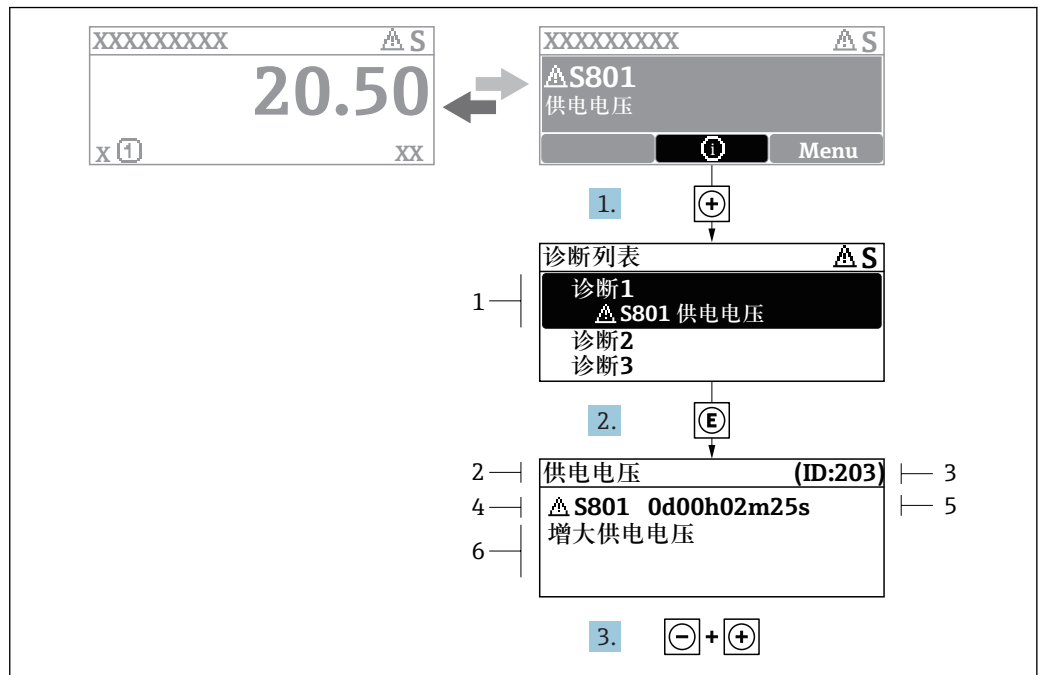 XXXXXXXXX ⚠ S
20.50
X 1 XX
XXXXXXXXX ⚠ S
⚠S801
供电电压
i Menu
1. +
诊断列表 ⚠ S
1
诊断1
⚠ S801 供电电压
诊断2
诊断3
2. E
2 供电电压 (ID:203) 3
4 ⚠ S801 0d00h02m25s 5
6 增大供电电压
3. - + +